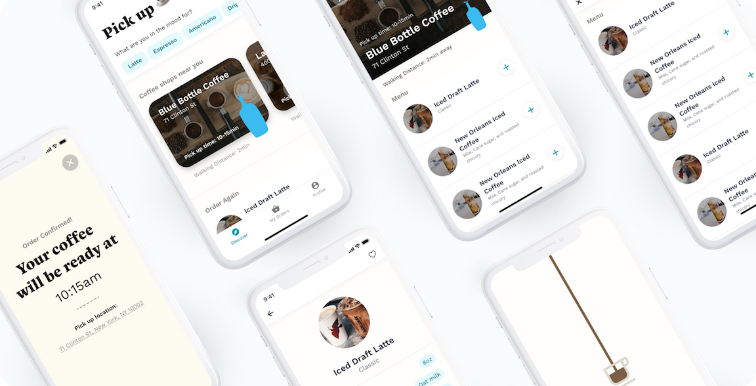 9:41
Pick up
What are you in the mood for?
Latte
Espresso
Americano
Coffee shops near you
Blue Bottle Coffee
71 Clinton St
Pick up time: 10-15min
Walking Distance: 2min
Order Again
Iced Draft Latte
Discover
My Orders
Profile
Pick up time: 10-15min
Blue Bottle Coffee
71 Clinton St
Walking Distance: 2min away
Menu
Iced Draft Latte
Classic
New Orleans Iced
Coffee
Milk, Cane sugar, and roasted
chicory
New Orleans Iced
Coffee
Milk, Cane sugar, and roasted
chicory
Menu
Iced Draft Latte
Classic
New Orleans Iced
Coffee
Milk, Cane sugar, and roasted
chicory
New Orleans Iced
Coffee
Milk, Cane sugar, and roasted
chicory
Iced Draft Latte
Classic
New Orleans
Coffee
Milk, Cane sugar
chicory
Order Confirmed!
Your coffee
will be ready at
10:15am
Pick up location:
71 Clinton St, New York, NY 10002
9:41
Iced Draft Latte
Classic
8oz
Oat milk